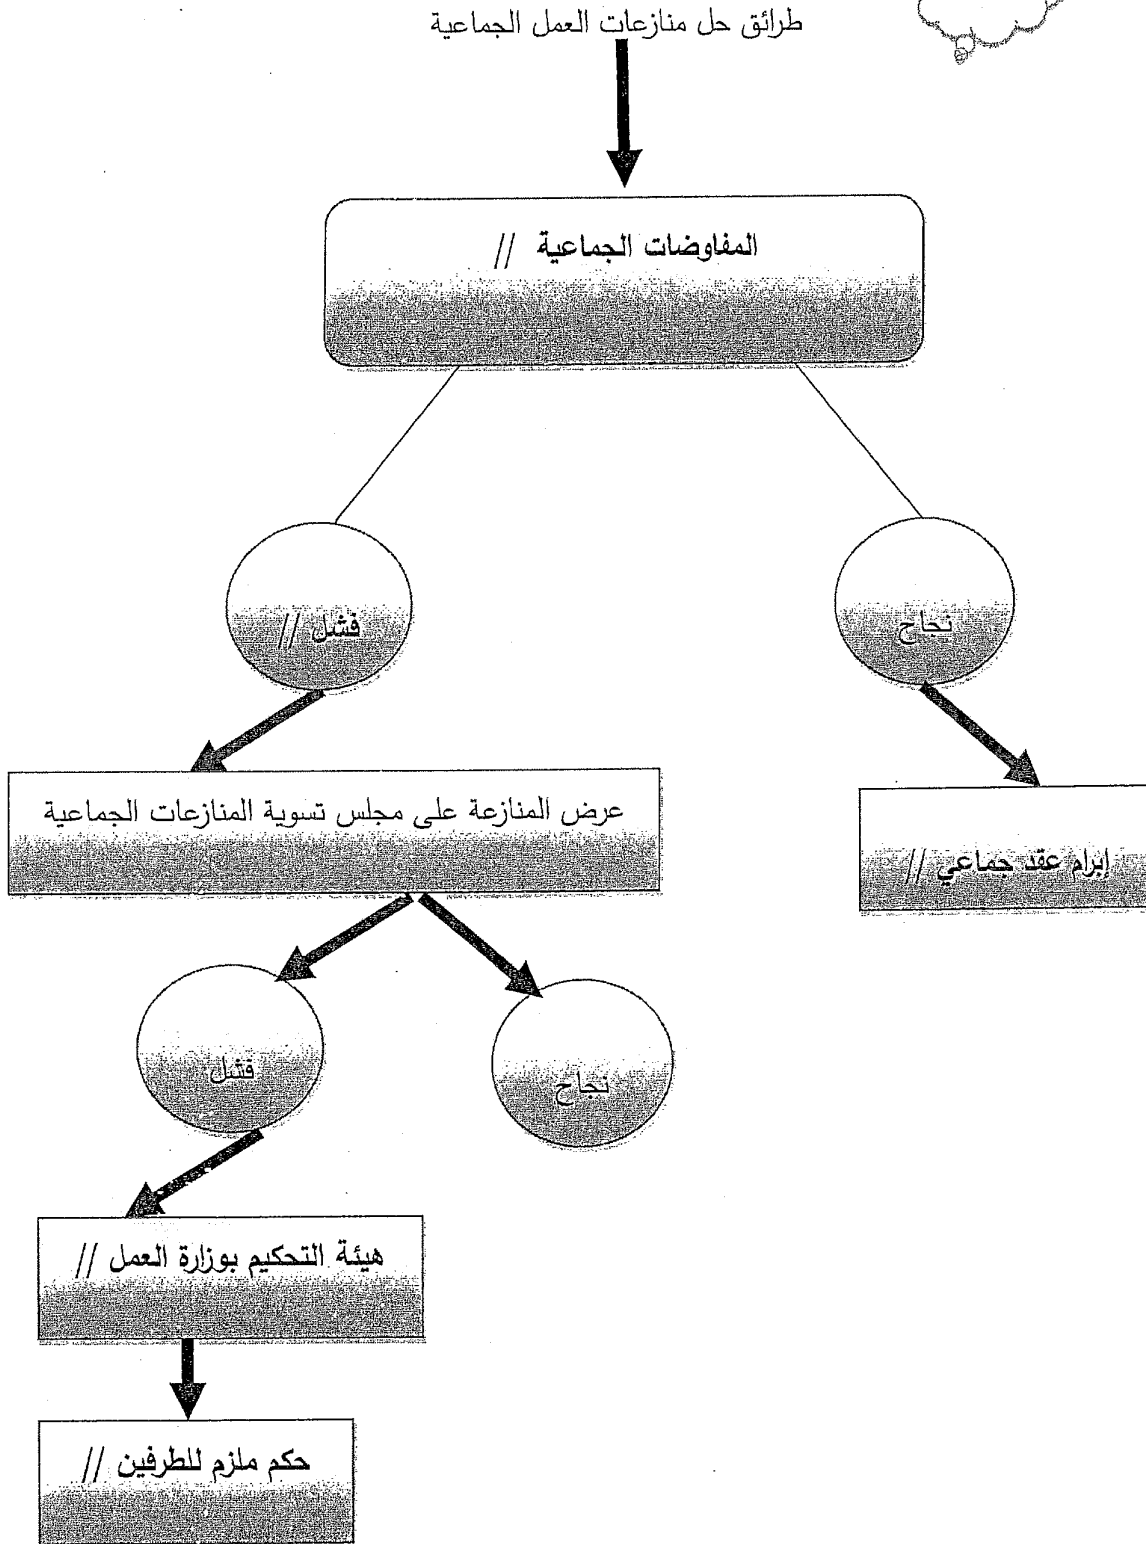 طرائق حل منازعات العمل الجماعية
المفاوضات الجماعية //
نجاح
فشل //
إبرام عقد جماعي //
عرض المنازعة على مجلس تسوية المنازعات الجماعية
نجاح
فشل
هيئة التحكيم بوزارة العمل //
حكم ملزم للطرفين //